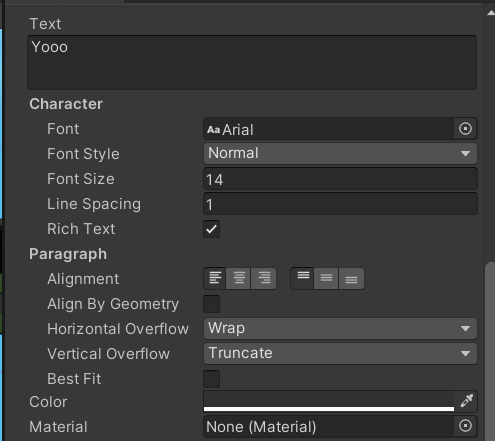 Text
Yooo
Character
Font Aa Arial
Font Style Normal
Font Size 14
Line Spacing 1
Rich Text
Paragraph
Alignment
Align By Geometry
Horizontal Overflow Wrap
Vertical Overflow Truncate
Best Fit
Color
Material None (Material)